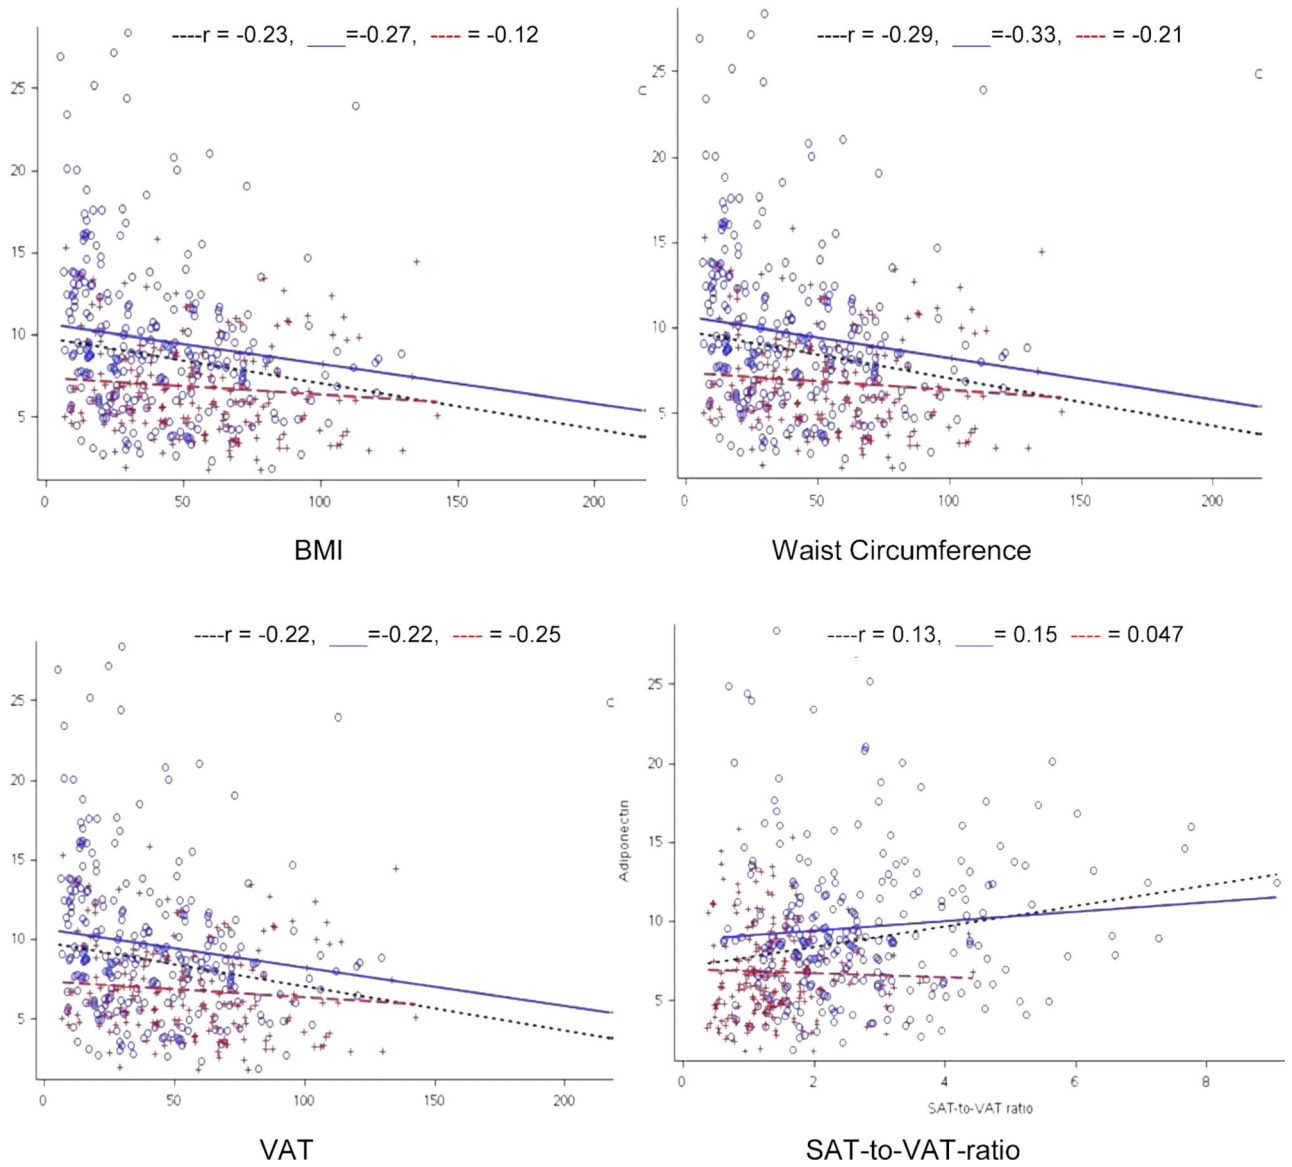 ----r = -0.23, ____=-0.27, ---- = -0.12
25
20
15
10
5
0 50 100 150 200
BMI
----r = -0.29, ____=-0.33, ---- = -0.21
25
20
15
10
5
0 50 100 150 200
Waist Circumference
----r = -0.22, ____=-0.22, ---- = -0.25
25
20
15
10
5
0 50 100 150 200
VAT
----r = 0.13, ____= 0.15 ---- = 0.047
Adiponectin
25
20
15
10
5
0 2 4 6 8
SAT-to-VAT ratio
SAT-to-VAT-ratio